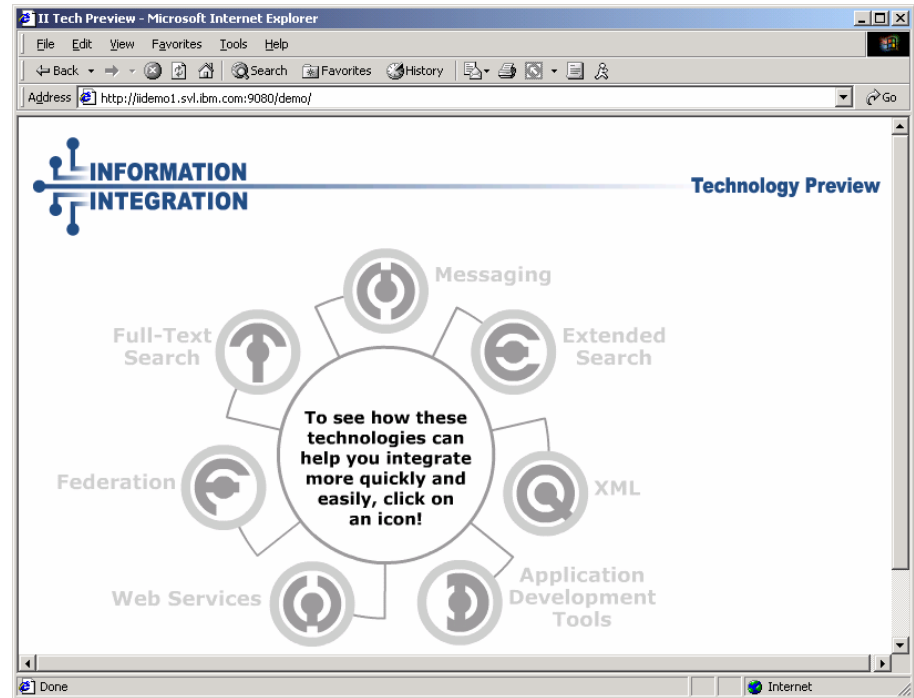 II Tech Preview - Microsoft Internet Explorer
File Edit View Favorites Tools Help
Back Search Favorites History
Address http://iidemo1.svl.ibm.com:9080/demo/ Go
INFORMATION
INTEGRATION
Technology Preview
Messaging
Full-Text
Search
Extended
Search
To see how these
technologies can
help you integrate
more quickly and
easily, click on
an icon!
Federation
XML
Web Services
Application
Development
Tools
Done Internet